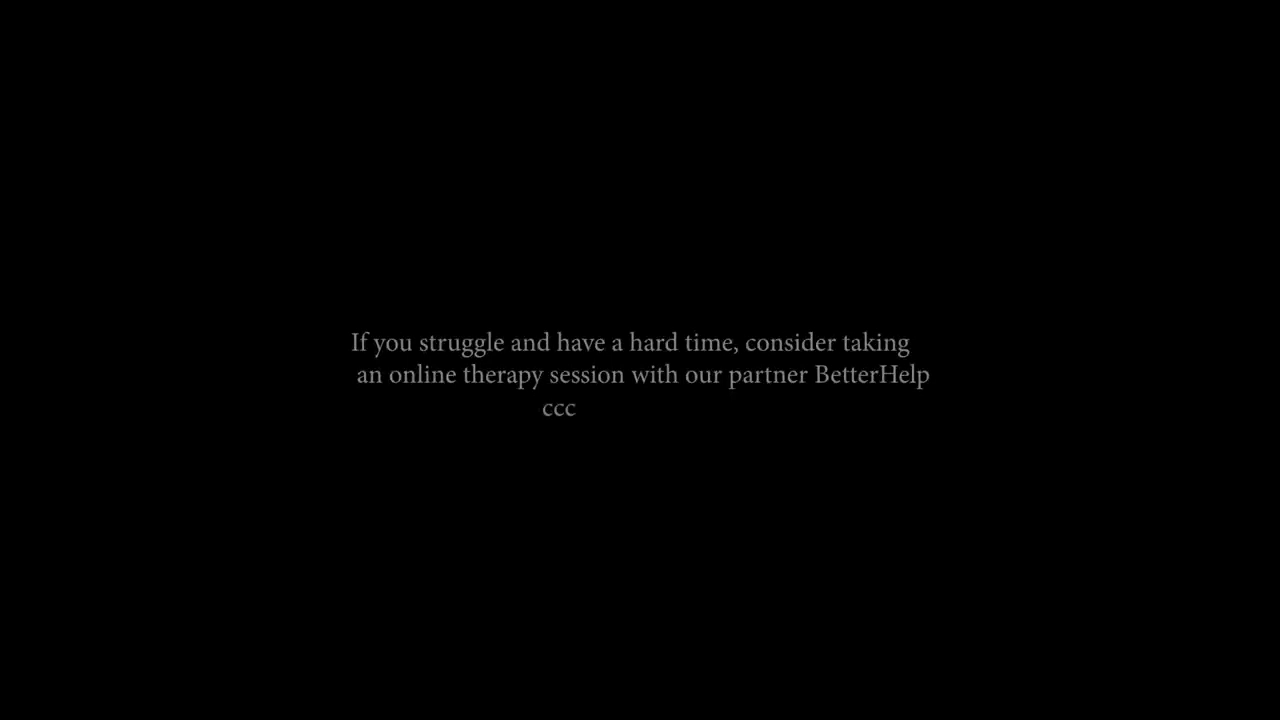 If you struggle and have a hard time, consider taking
an online therapy session with our partner BetterHelp
ccc